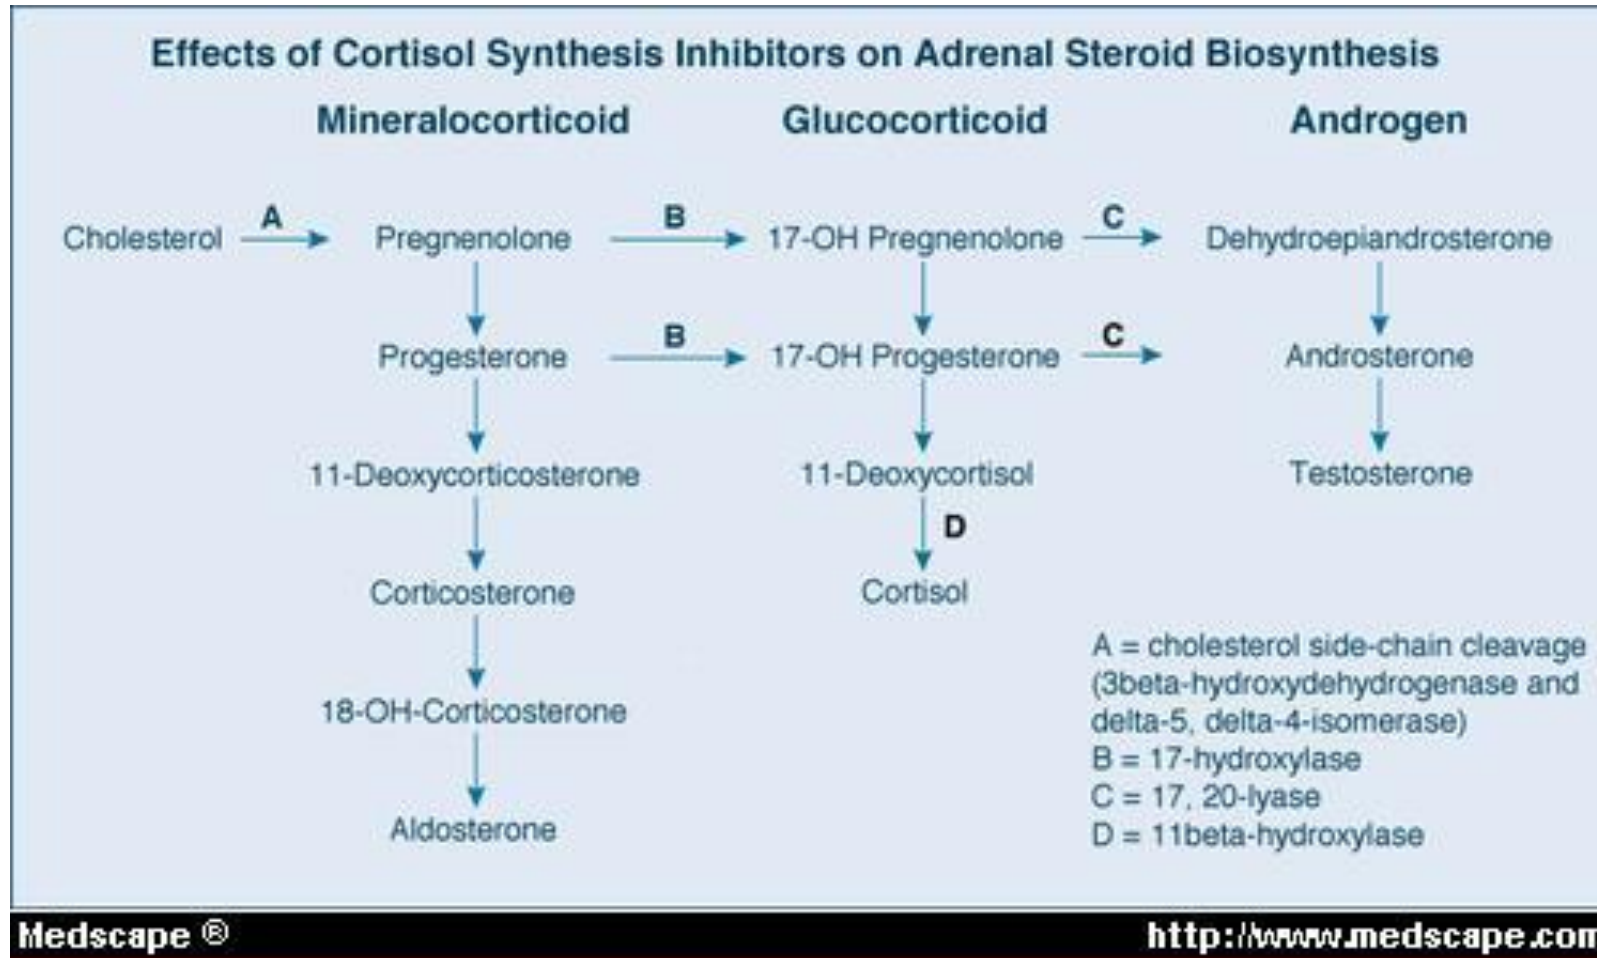 Effects of Cortisol Synthesis Inhibitors on Adrenal Steroid Biosynthesis
Mineralocorticoid Glucocorticoid Androgen
A B C
Cholesterol Pregnenolone 17-OH Pregnenolone Dehydroepiandrosterone
B C
Progesterone 17-OH Progesterone Androsterone
11-Deoxycorticosterone 11-Deoxycortisol Testosterone
D
Corticosterone Cortisol
18-OH-Corticosterone
Aldosterone
A = cholesterol side-chain cleavage
(3beta-hydroxydehydrogenase and
delta-5, delta-4-isomerase)
B = 17-hydroxylase
C = 17, 20-lyase
D = 11beta-hydroxylase
Medscape ® http://www.medscape.com